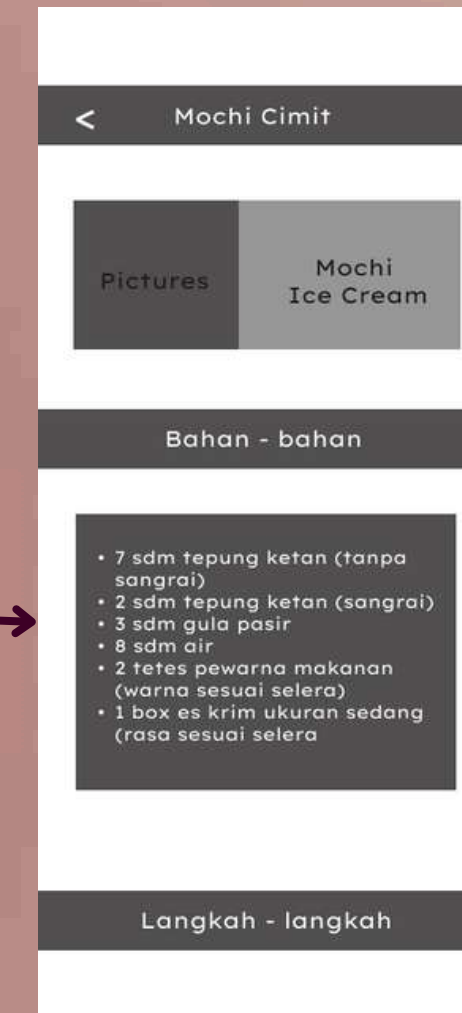 < Mochi Cimit
Pictures
Mochi
Ice Cream
Bahan - bahan
• 7 sdm tepung ketan (tanpa
sangrai)
• 2 sdm tepung ketan (sangrai)
• 3 sdm gula pasir
• 8 sdm air
• 2 tetes pewarna makanan
(warna sesuai selera)
• 1 box es krim ukuran sedang
(rasa sesuai selera
Langkah - langkah